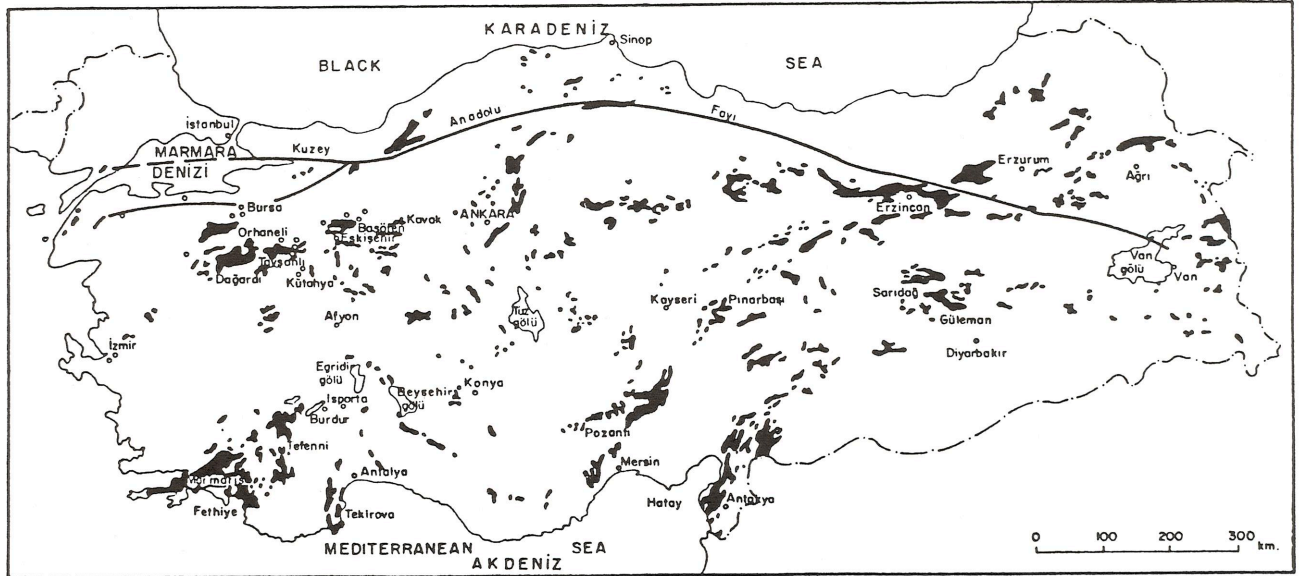 KARADENİZ
Sinop
BLACK SEA
Anadolu
Fayı
İstanbul
Kuzey
MARMARA
DENİZİ
Erzurum
Ağrı
Bursa
Kavak
ANKARA
Erzincan
Orhaneli
Başören
Eskişehir
Tavşanlı
Van
gölü
Van
Dağardı
Kütahya
Kayseri
Pınarbaşı
Sarıdağ
Tuz
gölü
Afyon
Güleman
İzmir
Diyarbakır
Egridir
gölü
Konya
Beyşehir
gölü
Isparta
Burdur
Pozantı
Tefenni
Mersin
Antalya
Marmaris
Hatay
Antakya
Fethiye
Tekirova
MEDITERRANEAN SEA
AKDENİZ
0 100 200 300
km.